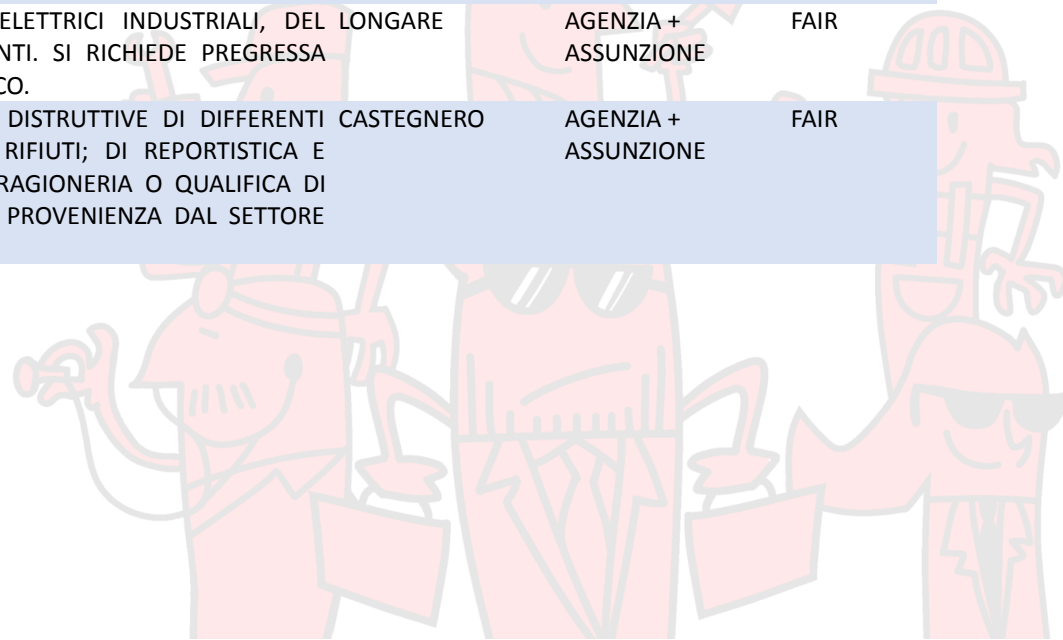 ELETTRICI INDUSTRIALI, DEL LONGARE AGENZIA + FAIR
NTI. SI RICHIEDE PREGRESSA ASSUNZIONE
CO.
DISTRUTTIVE DI DIFFERENTI CASTEGNERO AGENZIA + FAIR
RIFIUTI; DI REPORTISTICA E ASSUNZIONE
RAGIONERIA O QUALIFICA DI
PROVENIENZA DAL SETTORE